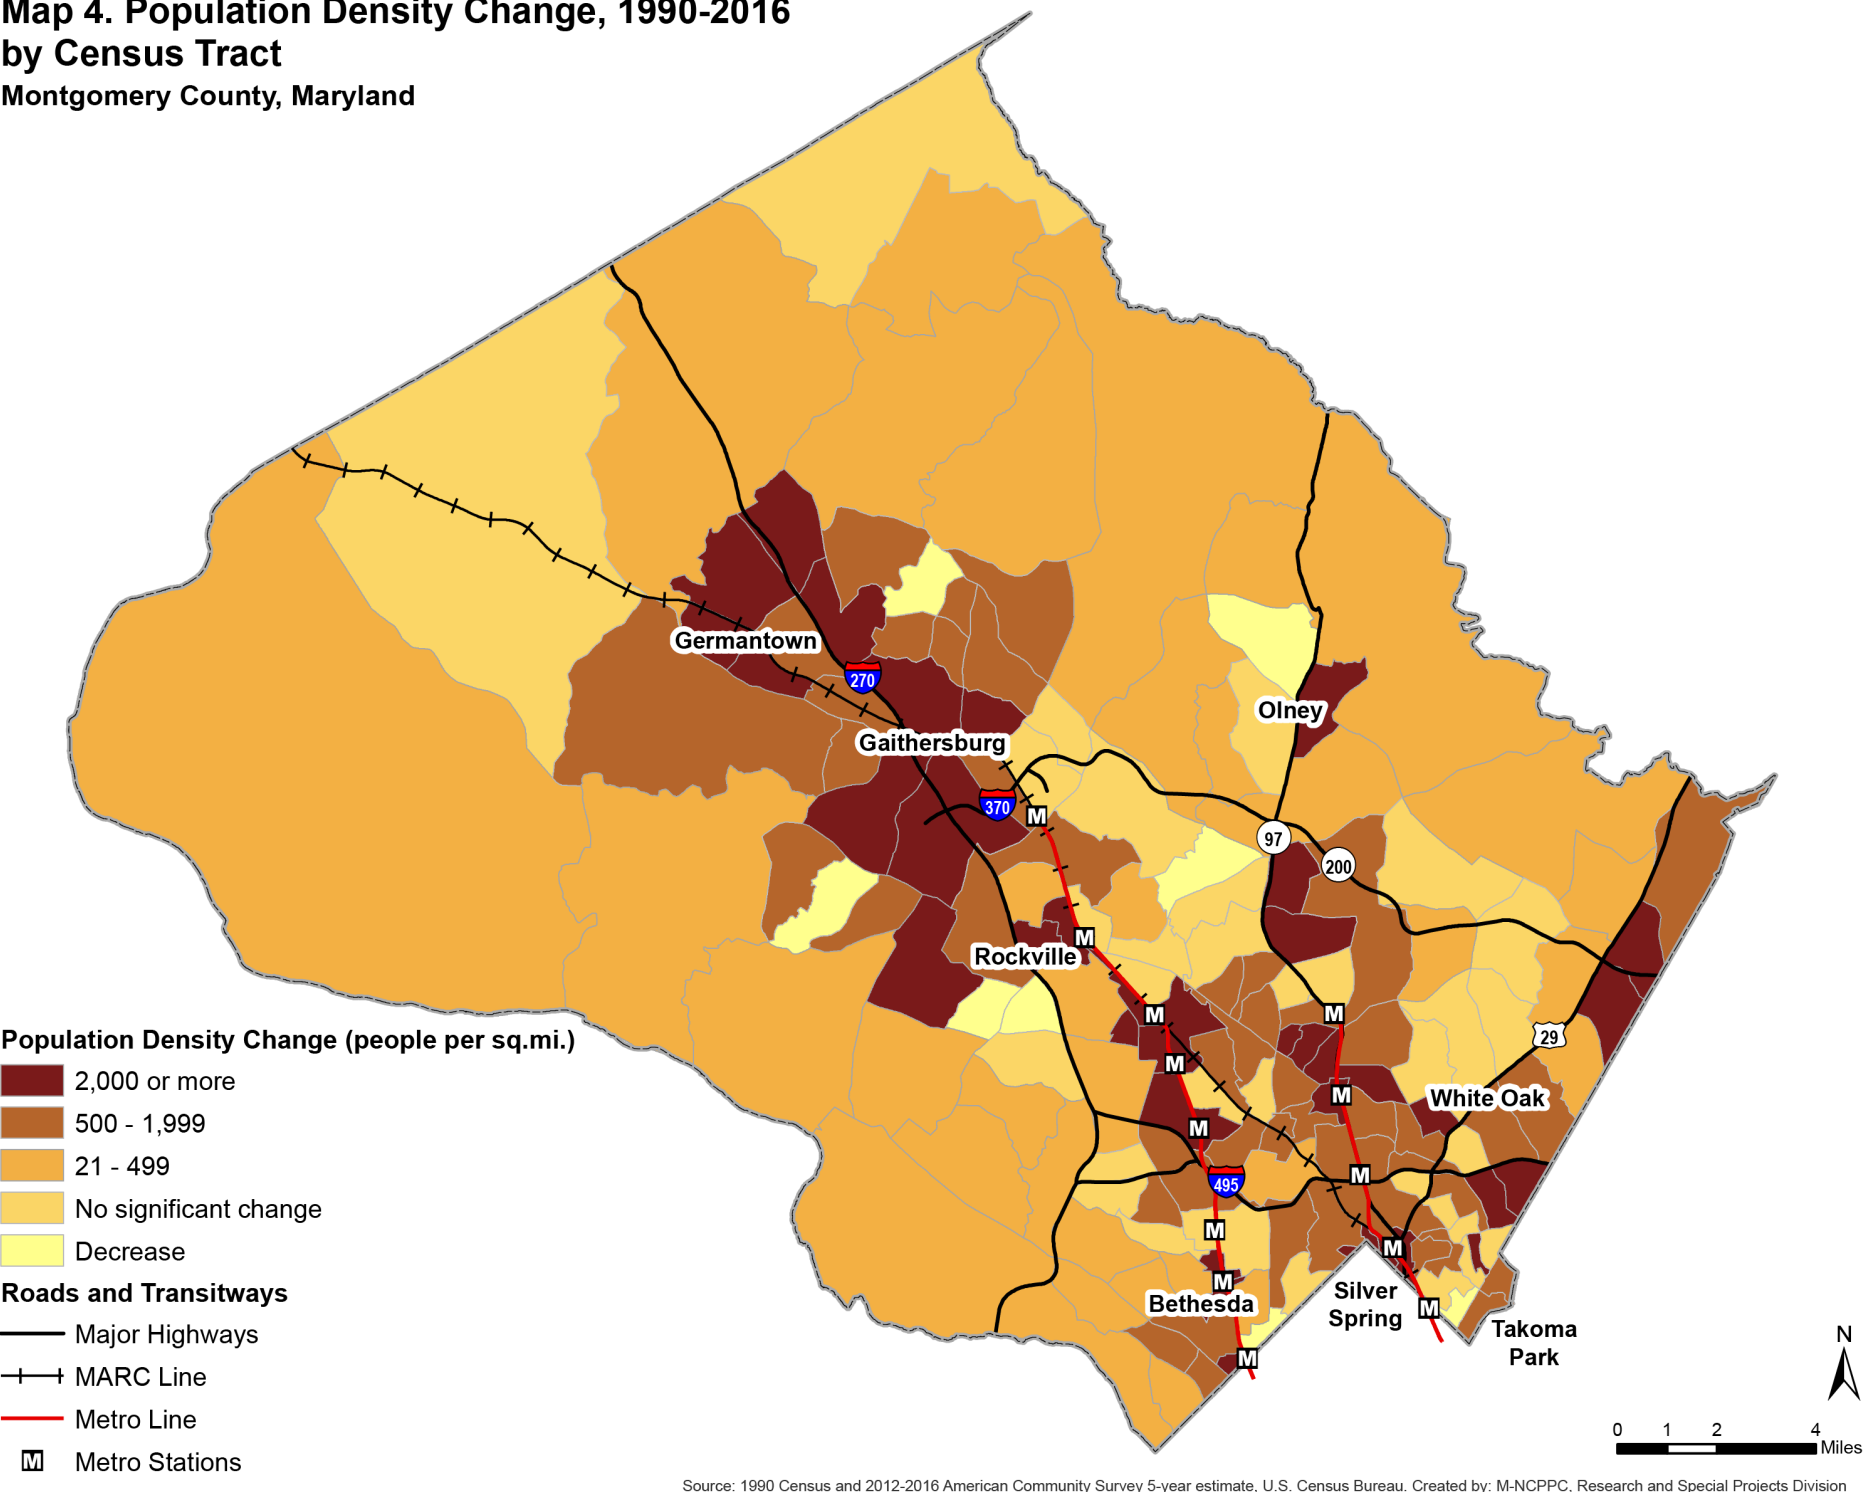 Map 4. Population Density Change, 1990-2016
by Census Tract
Montgomery County, Maryland
Germantown
270
Olney
Gaithersburg
370
M
97
200
M
Rockville
M
M
29
M
M
White Oak
M
M
495
M
M
M
Bethesda
Silver
Spring
M
Takoma
Park
M
Population Density Change (people per sq.mi.)
2,000 or more
500 - 1,999
21 - 499
No significant change
Decrease
Roads and Transitways
Major Highways
MARC Line
Metro Line
M Metro Stations
N
0 1 2 4
Miles
Source: 1990 Census and 2012-2016 American Community Survey 5-year estimate, U.S. Census Bureau. Created by: M-NCPPC, Research and Special Projects Division